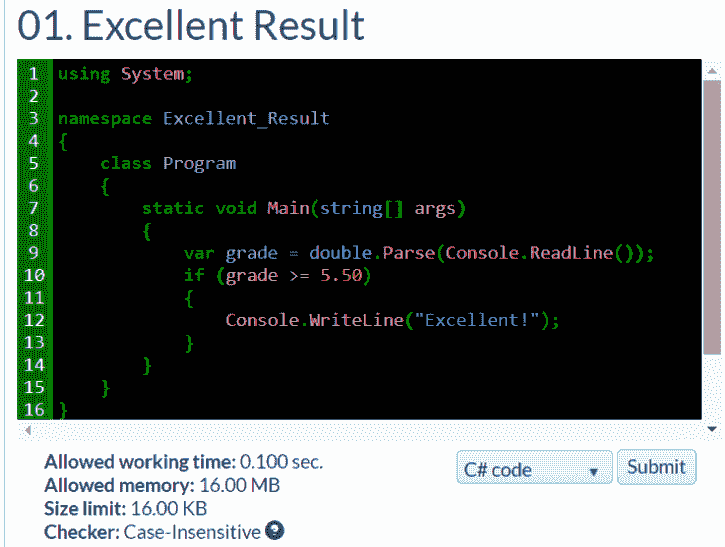 01. Excellent Result
1 using System;
2
3 namespace Excellent_Result
4 {
5 class Program
6 {
7 static void Main(string[] args)
8 {
9 var grade = double.Parse(Console.ReadLine());
10 if (grade >= 5.50)
11 {
12 Console.WriteLine("Excellent!");
13 }
14 }
15 }
16 }
Allowed working time: 0.100 sec.
Allowed memory: 16.00 MB
Size limit: 16.00 KB
Checker: Case-Insensitive ?
C# code
Submit